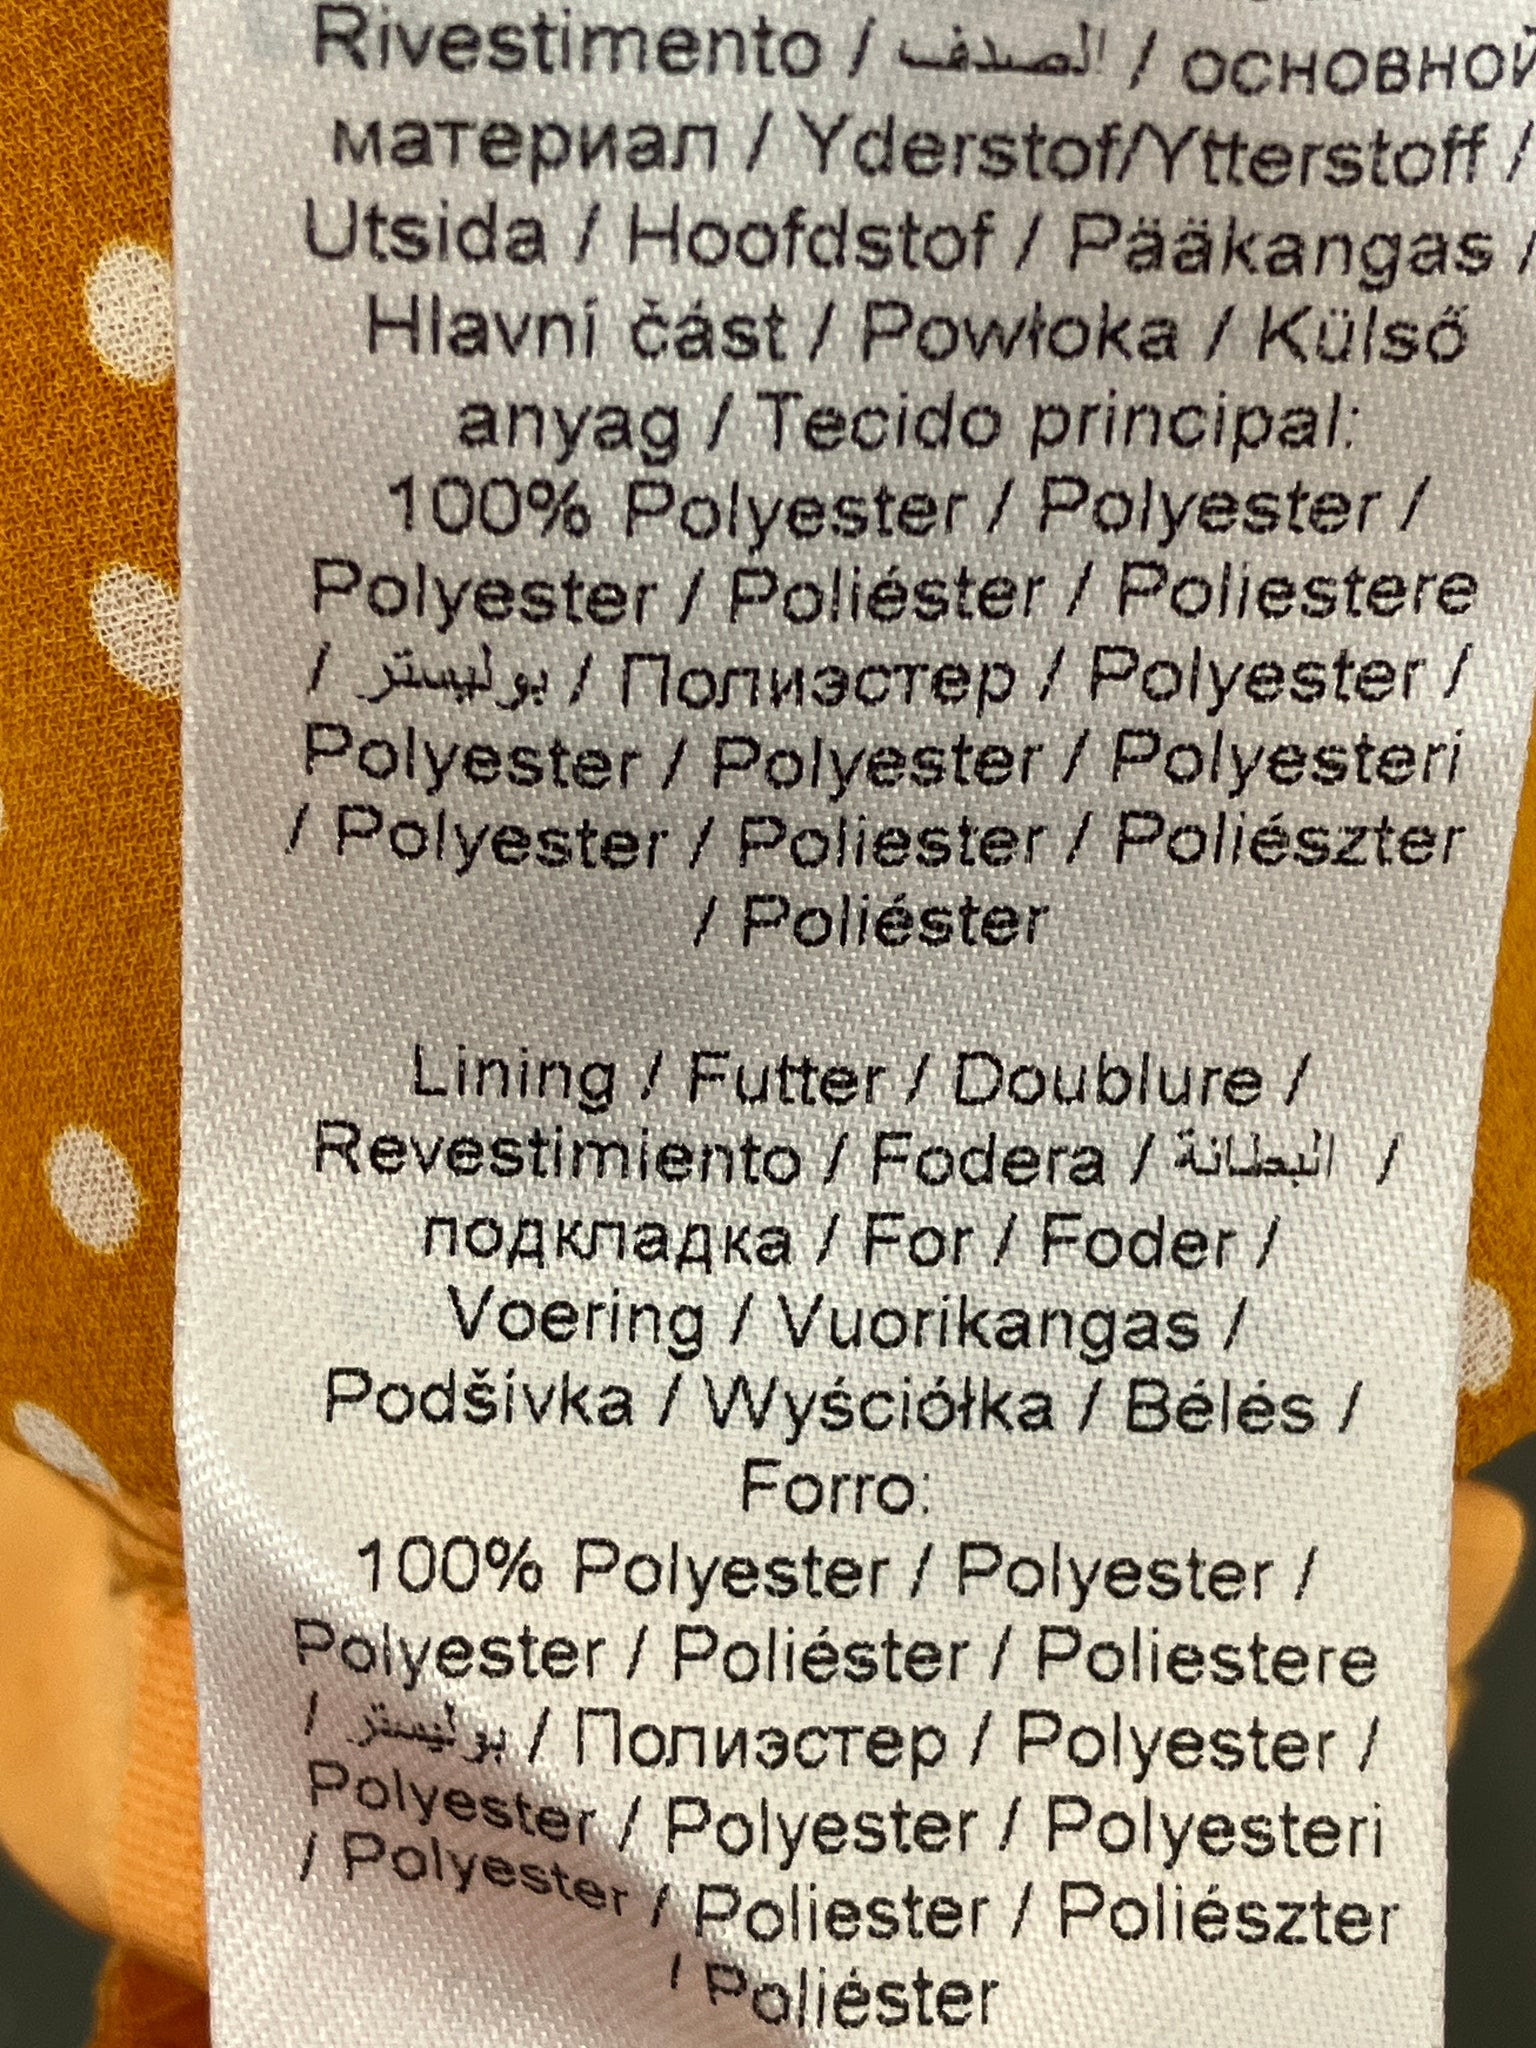 Rivestimento / الصدف / основной
материал / Yderstof/Ytterstoff /
Utsida / Hoofdstof / Pääkangas /
Hlavní část / Powłoka / Külső
anyag / Tecido principal:
100% Polyester / Polyester /
Polyester / Poliéster / Poliestere
/ بوليستر / Полиэстер / Polyester /
Polyester / Polyester / Polyesteri
/ Polyester / Poliester / Poliészter
/ Poliéster
Lining / Futter / Doublure /
Revestimiento / Fodera / البطانة /
подкладка / For / Foder /
Voering / Vuorikangas /
Podšívka / Wyściółka / Bélés /
Forro:
100% Polyester / Polyester /
Polyester / Poliéster / Poliestere
/ بوليستر / Полиэстер / Polyester /
Polyester / Polyester / Polyesteri
/ Polyester / Poliester / Poliészter
/ Poliéster